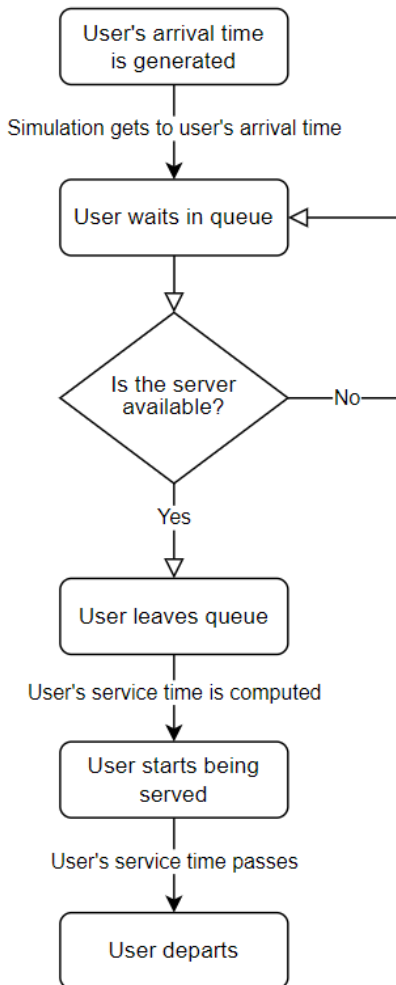 User's arrival time
is generated
Simulation gets to user's arrival time
User waits in queue
Is the server
available?
No
Yes
User leaves queue
User's service time is computed
User starts being
served
User's service time passes
User departs